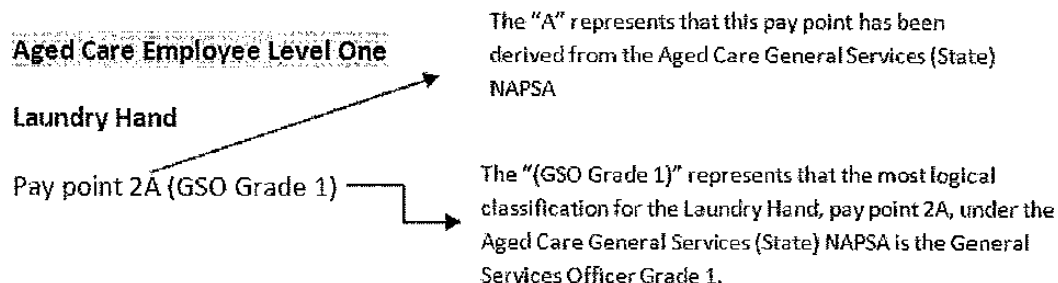 Aged Care Employee Level One
Laundry Hand
Pay point 2A (GSO Grade 1)
The "A" represents that this pay point has been
derived from the Aged Care General Services (State)
NAPSA
The "(GSO Grade 1)" represents that the most logical
classification for the Laundry Hand, pay point 2A, under the
Aged Care General Services (State) NAPSA is the General
Services Officer Grade 1.